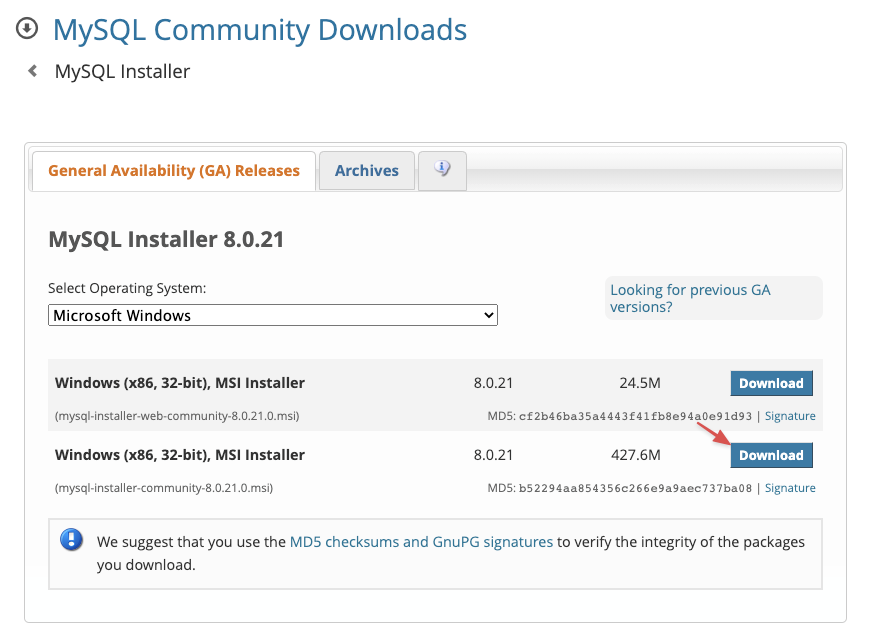 MySQL Community Downloads
MySQL Installer
General Availability (GA) Releases
Archives
MySQL Installer 8.0.21
Select Operating System:
Microsoft Windows
Looking for previous GA
versions?
Windows (x86, 32-bit), MSI Installer 8.0.21 24.5M Download
(mysql-installer-web-community-8.0.21.0.msi) MD5: cf2b46ba35a4443f41fb8e94a0e91d93 | Signature
Windows (x86, 32-bit), MSI Installer 8.0.21 427.6M Download
(mysql-installer-community-8.0.21.0.msi) MD5: b52294aa854356c266e9a9aec737ba08 | Signature
We suggest that you use the MD5 checksums and GnuPG signatures to verify the integrity of the packages
you download.